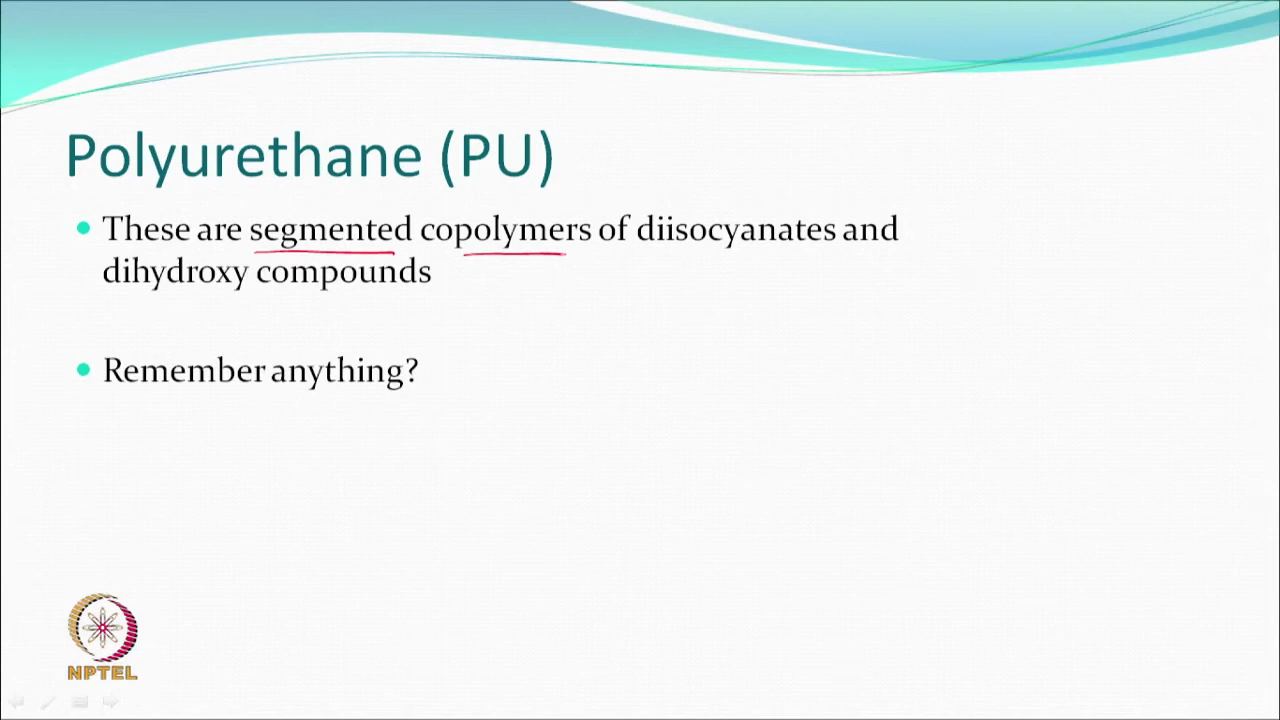 Polyurethane (PU)
These are segmented copolymers of diisocyanates and
dihydroxy compounds
Remember anything?
NPTEL